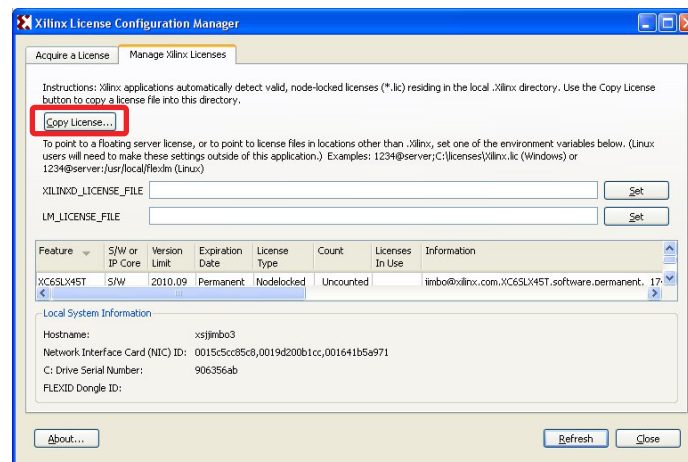 Xilinx License Configuration Manager
Acquire a License
Manage Xilinx Licenses
Instructions: Xilinx applications automatically detect valid, node-locked licenses (*.lic) residing in the local .Xilinx directory. Use the Copy License
button to copy a license file into this directory.
Copy License...
To point to a floating server license, or to point to license files in locations other than .Xilinx, set one of the environment variables below. (Linux
users will need to make these settings outside of this application.) Examples: 1234@server;C:\licenses\Xilinx.lic (Windows) or
1234@server:/usr/local/flexlm (Linux)
XILINXD_LICENSE_FILE Set
LM_LICENSE_FILE Set
Feature S/W or IP Core Version Limit Expiration Date License Type Count Licenses In Use Information
XC6SLX45T S/W 2010.09 Permanent Nodelocked Uncounted jimbo@xilinx.com.XC6SLX45T.software.permanent.
Local System Information
Hostname: xsjjimbo3
Network Interface Card (NIC) ID: 0015c5cc85c8,0019d200b1cc,001641b5a971
C: Drive Serial Number: 906356ab
FLEXID Dongle ID:
About... Refresh Close